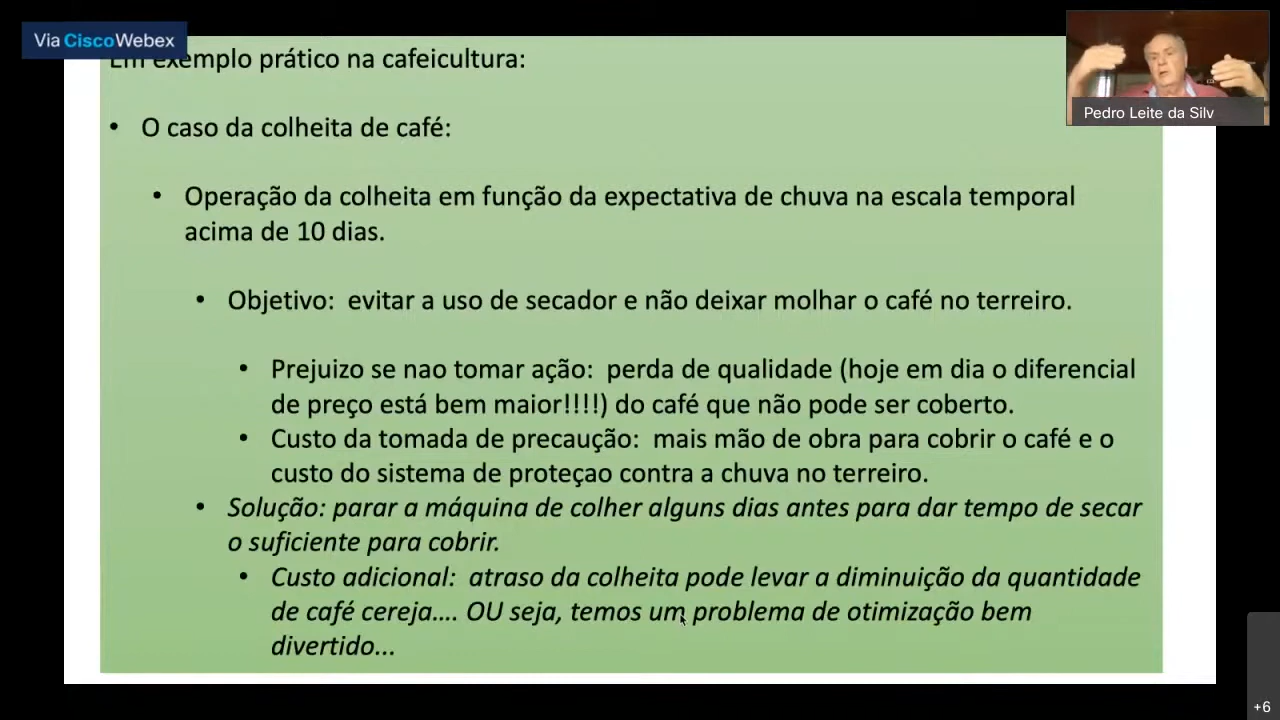 Via CiscoWebex
Em exemplo prático na cafeicultura:
• O caso da colheita de café:
• Operação da colheita em função da expectativa de chuva na escala temporal
acima de 10 dias.
• Objetivo: evitar a uso de secador e não deixar molhar o café no terreiro.
• Prejuizo se nao tomar ação: perda de qualidade (hoje em dia o diferencial
de preço está bem maior!!!!) do café que não pode ser coberto.
• Custo da tomada de precaução: mais mão de obra para cobrir o café e o
custo do sistema de proteçao contra a chuva no terreiro.
• Solução: parar a máquina de colher alguns dias antes para dar tempo de secar
o suficiente para cobrir.
• Custo adicional: atraso da colheita pode levar a diminuição da quantidade
de café cereja.... OU seja, temos um problema de otimização bem
divertido...
Pedro Leite da Silv
+6